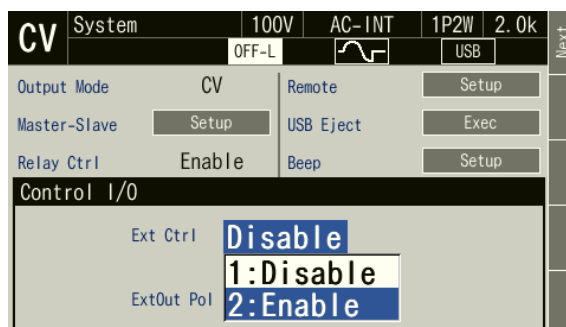 CV System 100V AC-INT 1P2W 2.0k Next
OFF-L USB
Output Mode CV Remote Setup
Master-Slave Setup USB Eject Exec
Relay Ctrl Enable Beep Setup
Control I/O
Ext Ctrl Disable
1:Disable
ExtOut Pol 2:Enable